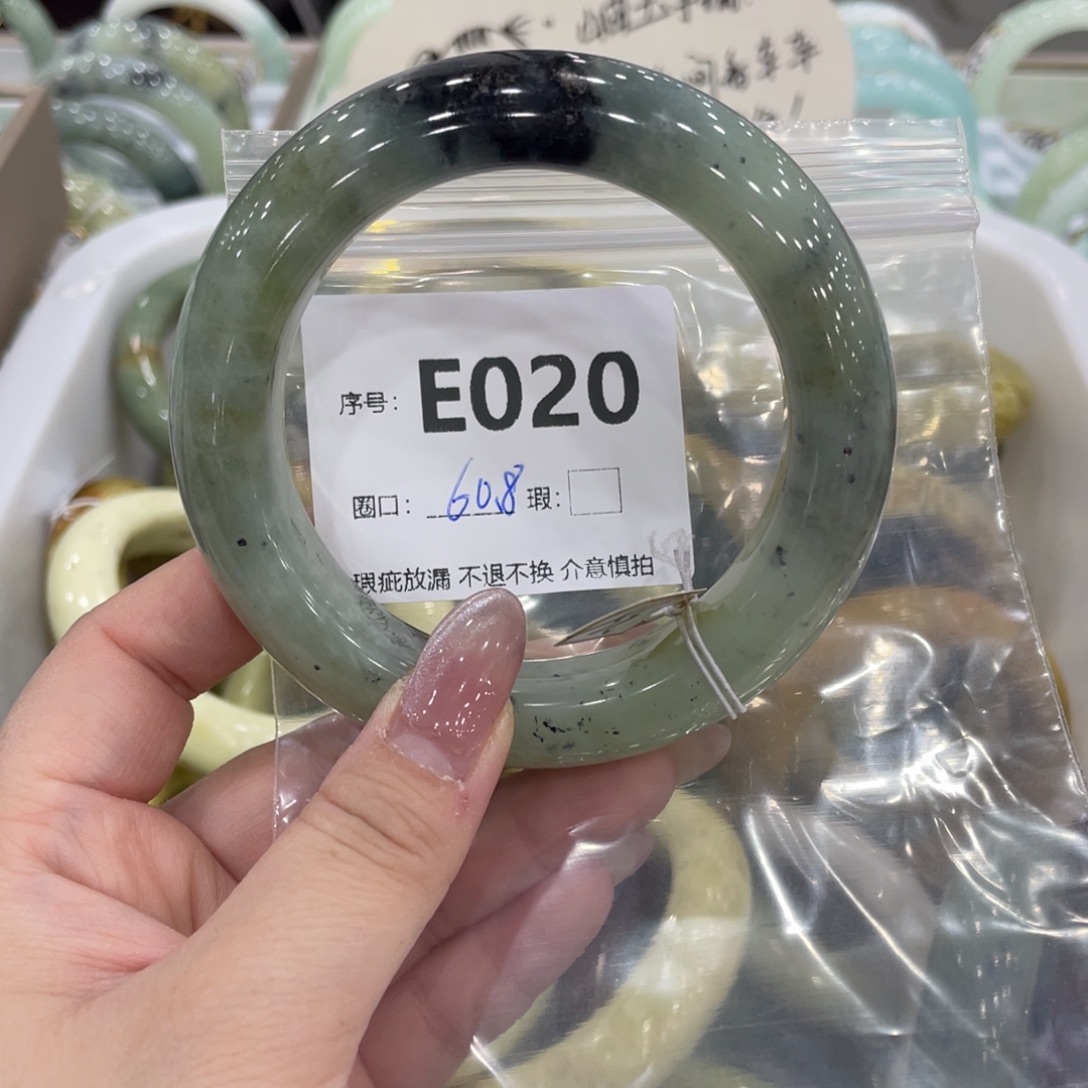 序号: E020
圈口: 60.8 瑕:
瑕疵放漏 不退不换 介意慎拍